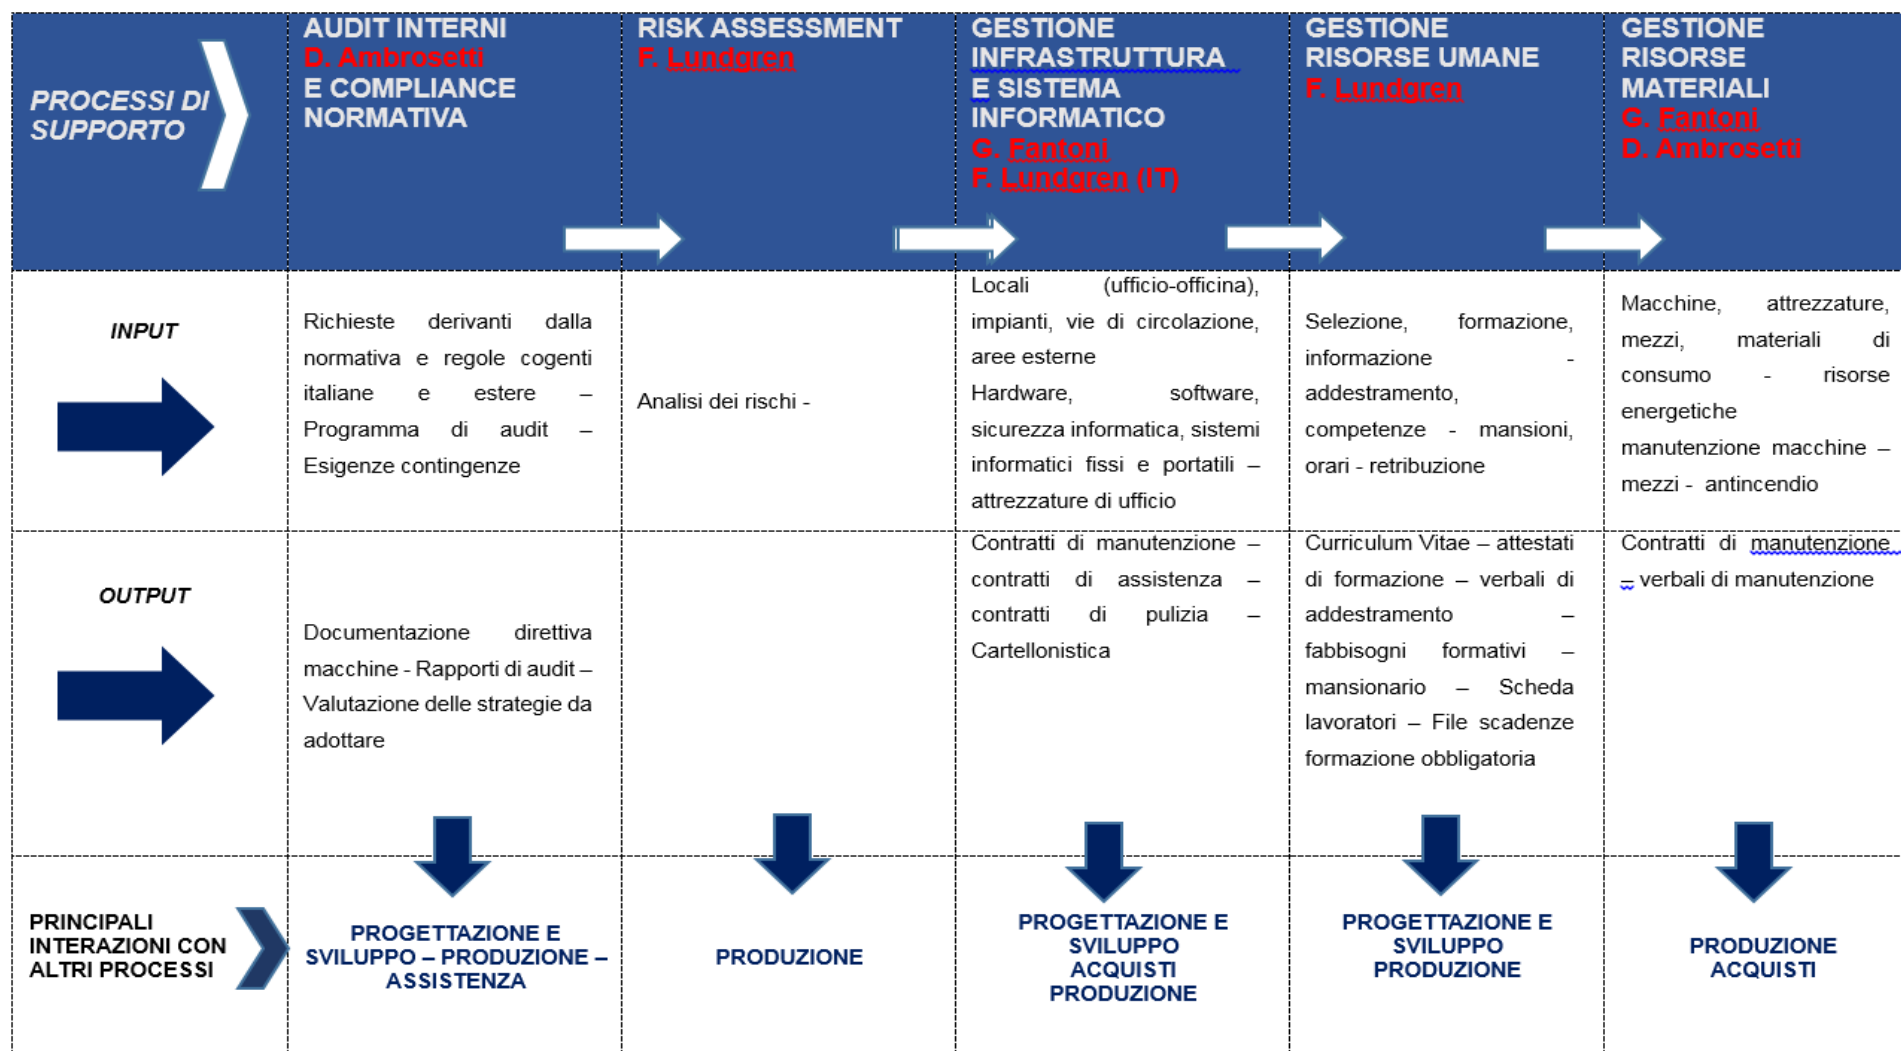 PROCESSI DI
SUPPORTO
AUDIT INTERNI
D. Ambrosetti
E COMPLIANCE
NORMATIVA
RISK ASSESSMENT
F. Lundgren
GESTIONE
INFRASTRUTTURA
E SISTEMA
INFORMATICO
G. Fantoni
F. Lundgren (IT)
GESTIONE
RISORSE UMANE
F. Lundgren
GESTIONE
RISORSE
MATERIALI
G. Fantoni
D. Ambrosetti
INPUT
Richieste derivanti dalla
normativa e regole cogenti
italiane e estere –
Programma di audit –
Esigenze contingenze
Analisi dei rischi -
Locali (ufficio-officina),
impianti, vie di circolazione,
aree esterne
Hardware, software,
sicurezza informatica, sistemi
informatici fissi e portatili –
attrezzature di ufficio
Selezione, formazione,
informazione -
addestramento,
competenze - mansioni,
orari - retribuzione
Macchine, attrezzature,
mezzi, materiali di
consumo - risorse
energetiche
manutenzione macchine –
mezzi - antincendio
OUTPUT
Documentazione direttiva
macchine - Rapporti di audit –
Valutazione delle strategie da
adottare
Contratti di manutenzione –
contratti di assistenza –
contratti di pulizia –
Cartellonistica
Curriculum Vitae – attestati
di formazione – verbali di
addestramento –
fabbisogni formativi –
mansionario – Scheda
lavoratori – File scadenze
formazione obbligatoria
Contratti di manutenzione
– verbali di manutenzione
PRINCIPALI
INTERAZIONI CON
ALTRI PROCESSI
PROGETTAZIONE E
SVILUPPO – PRODUZIONE –
ASSISTENZA
PRODUZIONE
PROGETTAZIONE E
SVILUPPO
ACQUISTI
PRODUZIONE
PROGETTAZIONE E
SVILUPPO
PRODUZIONE
PRODUZIONE
ACQUISTI